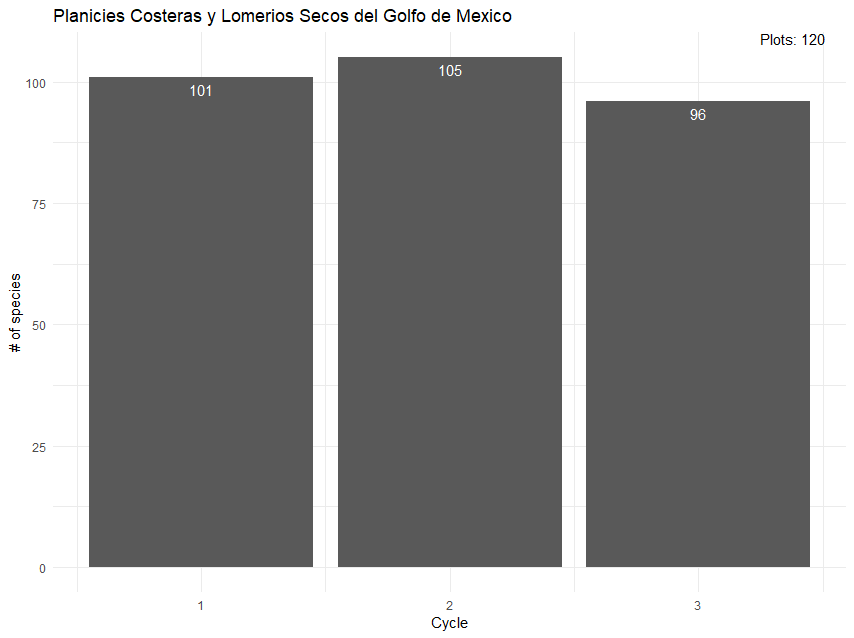 Planicies Costeras y Lomerios Secos del Golfo de Mexico
Plots: 120
101
105
96
100
75
50
25
0
# of species
1
2
3
Cycle